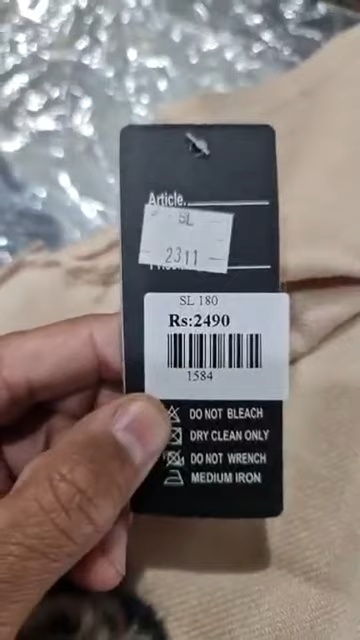 Article.
SL
2311
SL 180
Rs:2490
1584
DO NOT BLEACH
DRY CLEAN ONLY
DO NOT WRENCH
MEDIUM IRON